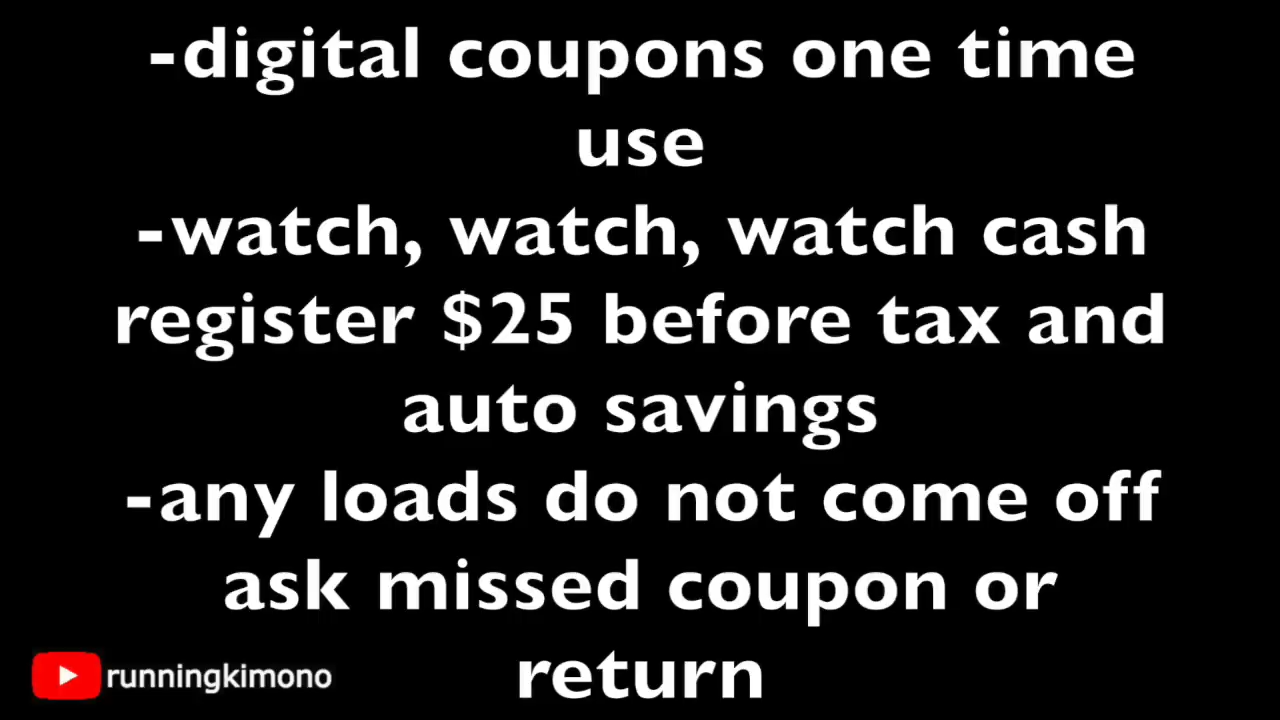 -digital coupons one time
use
-watch, watch, watch cash
register $25 before tax and
auto savings
-any loads do not come off
ask missed coupon or
return
runningkimono